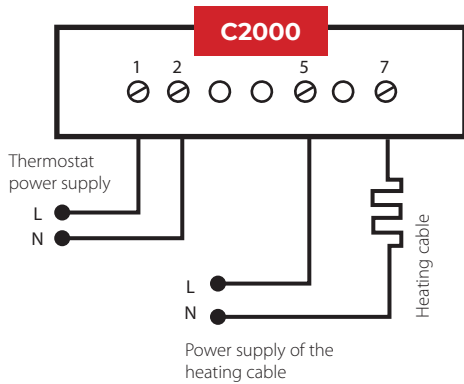 C2000
1 2 5 7
Thermostat
power supply
L
N
L
N
Heating cable
Power supply of the
heating cable